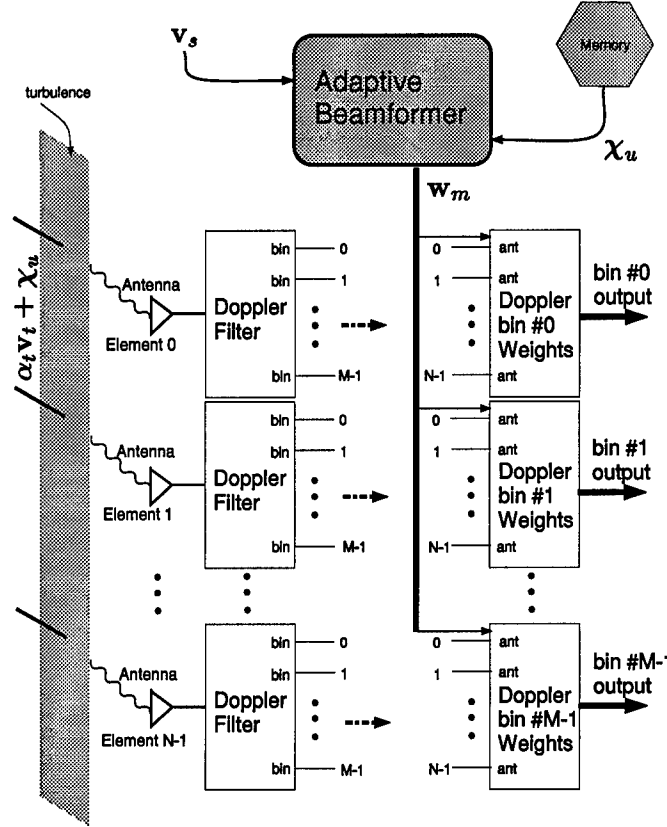 v_s
Memory
Adaptive
Beamformer
χ_u
turbulence
w_m
α_t v_t + χ_u
Antenna
Element 0
Doppler
Filter
bin 0
bin 1
bin M-1
0 ant
1 ant
N-1 ant
Doppler
bin #0
Weights
bin #0
output
Antenna
Element 1
Doppler
Filter
bin 0
bin 1
bin M-1
0 ant
1 ant
N-1 ant
Doppler
bin #1
Weights
bin #1
output
Antenna
Element N-1
Doppler
Filter
bin 0
bin 1
bin M-1
0 ant
1 ant
N-1 ant
Doppler
bin #M-1
Weights
bin #M-1
output